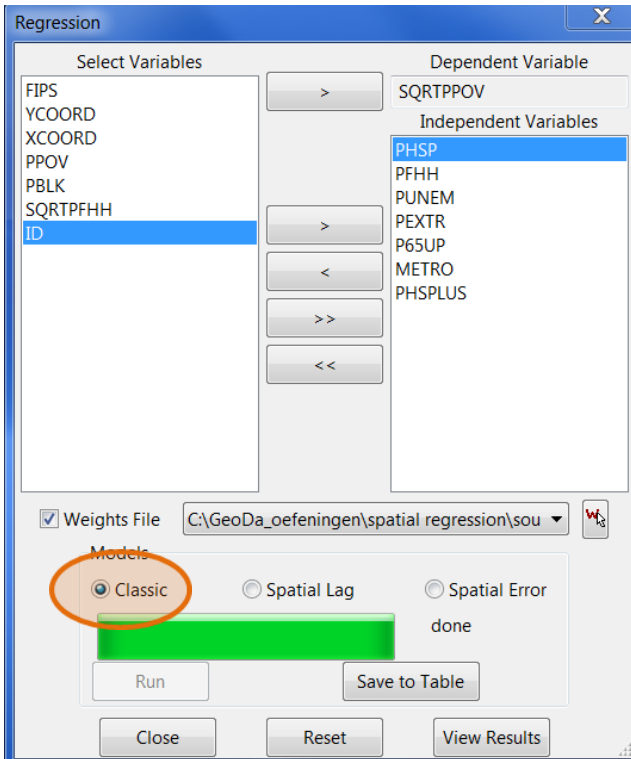 Regression
X
Select Variables
Dependent Variable
FIPS
YCOORD
XCOORD
PPOV
PBLK
SQRTPFHH
ID
>
>
<
>>
<<
SQRTPPOV
Independent Variables
PHSP
PFHH
PUNEM
PEXTR
P65UP
METRO
PHSPLUS
Weights File
C:\GeoDa_oefeningen\spatial regression\sou
W
Models
Classic
Spatial Lag
Spatial Error
done
Run
Save to Table
Close
Reset
View Results